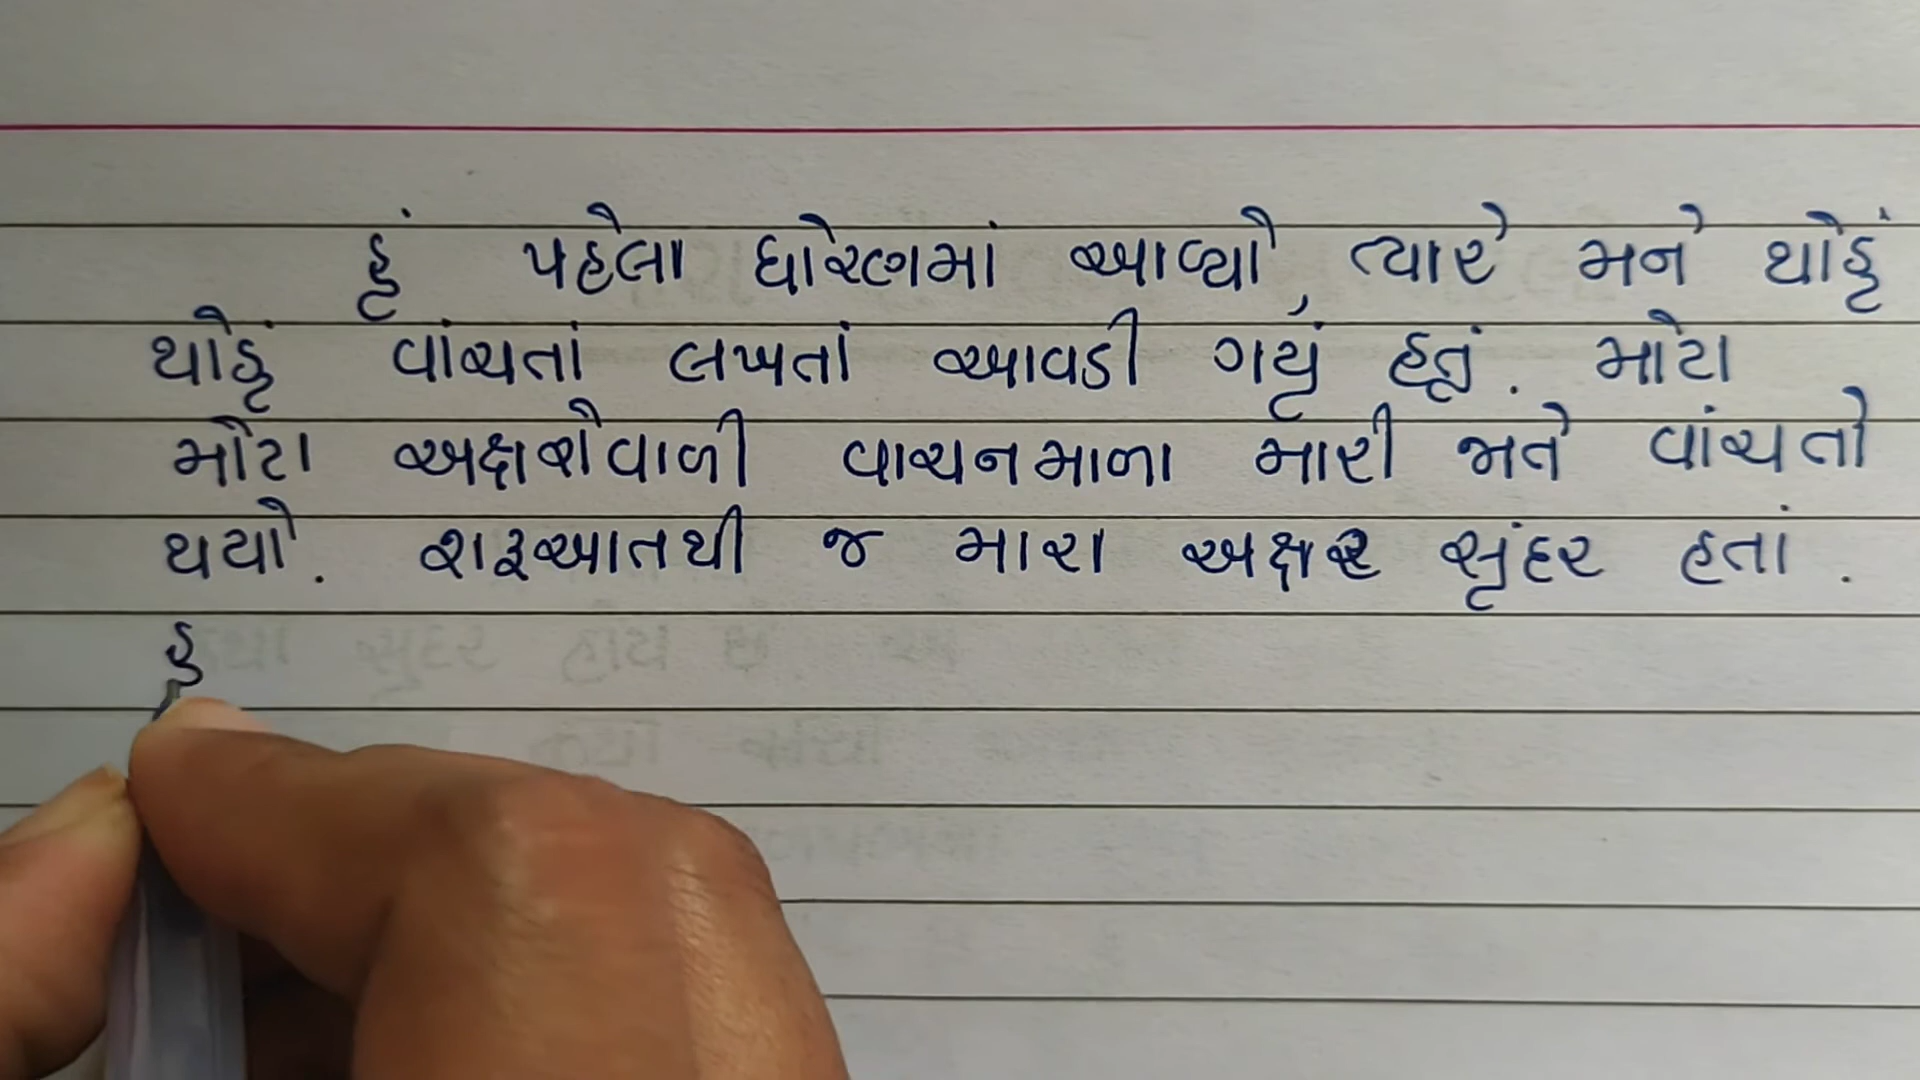 હું પહેલા ધોરણમાં આવ્યો, ત્યારે મને થોડું
થોડું વાંચતાં લખતાં આવડી ગયું હતું. મોટા
મોટા અક્ષરોવાળી વાચનમાળા મારી જાતે વાંચતો
થયો. શરૂઆતથી જ મારા અક્ષર સુંદર હતાં.
હુ